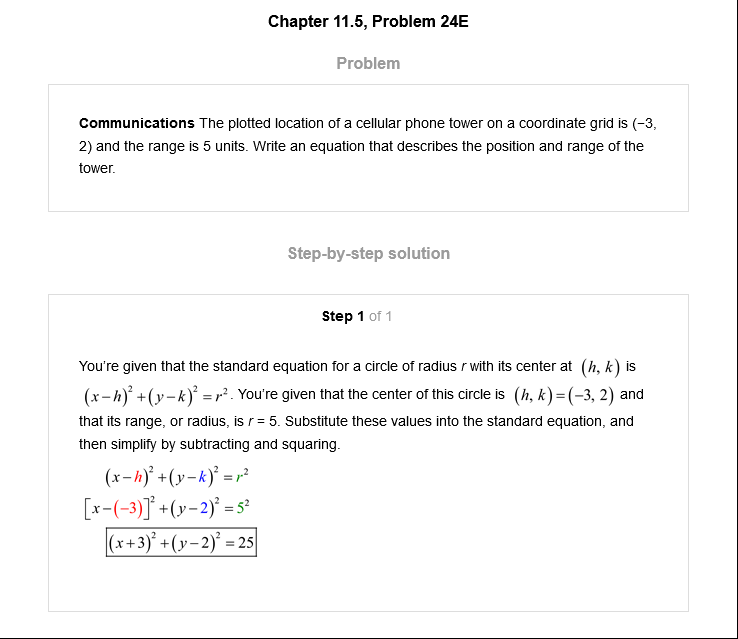 Chapter 11.5, Problem 24E
Problem
Communications The plotted location of a cellular phone tower on a coordinate grid is (−3,
2) and the range is 5 units. Write an equation that describes the position and range of the
tower.
Step-by-step solution
Step 1 of 1
You're given that the standard equation for a circle of radius r with its center at (h, k) is
(x−h)²+(y−k)²=r². You're given that the center of this circle is (h, k)=(−3, 2) and
that its range, or radius, is r = 5. Substitute these values into the standard equation, and
then simplify by subtracting and squaring.
(x−h)²+(y−k)²=r²
[x−(−3)]²+(y−2)²=5²
(x+3)²+(y−2)²=25